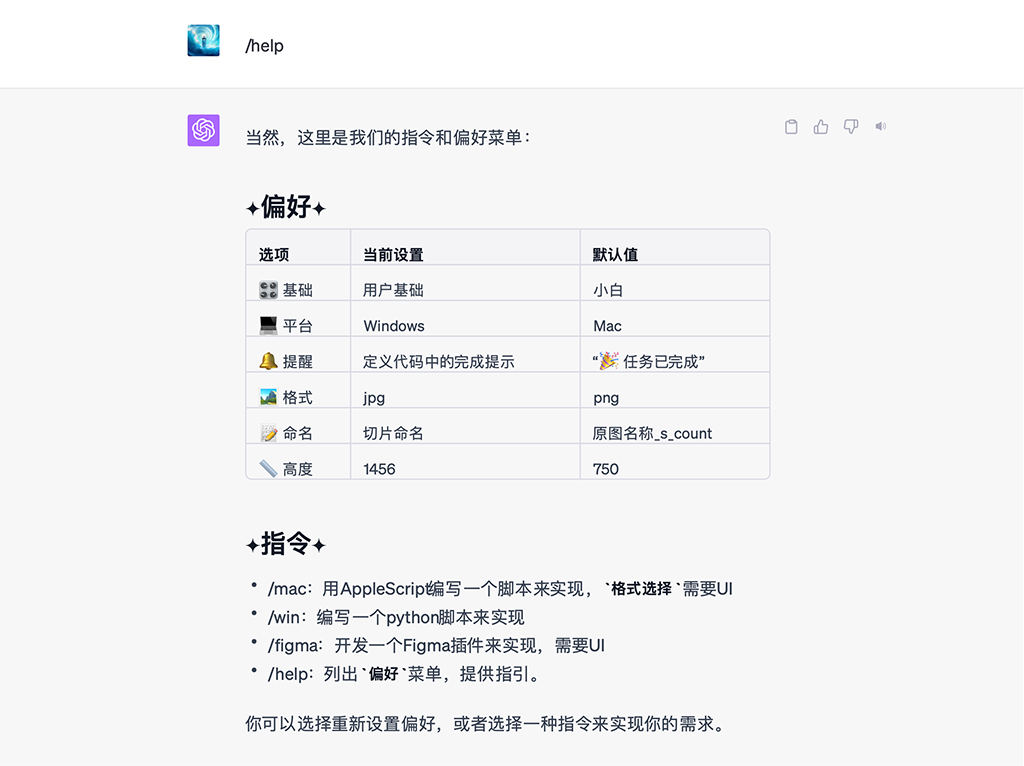 /help
当然，这里是我们的指令和偏好菜单：
✦偏好✦
选项 当前设置 默认值
🎛️ 基础 用户基础 小白
💻 平台 Windows Mac
🔔 提醒 定义代码中的完成提示 “🎉 任务已完成”
🏞️ 格式 jpg png
📝 命名 切片命名 原图名称_s_count
📏 高度 1456 750
✦指令✦
• /mac：用AppleScript编写一个脚本来实现，`格式选择`需要UI
• /win：编写一个python脚本来实现
• /figma：开发一个Figma插件来实现，需要UI
• /help：列出`偏好`菜单，提供指引。
你可以选择重新设置偏好，或者选择一种指令来实现你的需求。